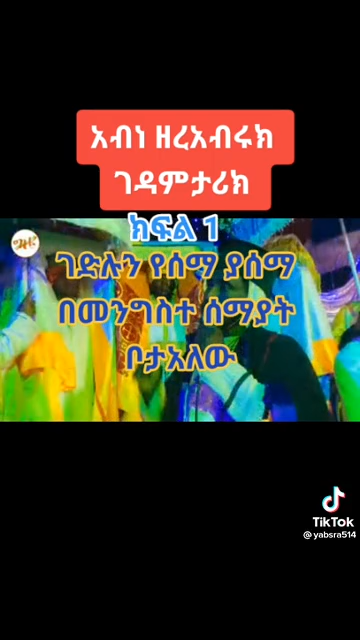 አብነ ዘረአብሩክ
ገዳምታሪክ
ክፍል 1
ገድሉን የሰማ ያሰማ
በመንግስተ ሰማያት
ቦታአለው
TikTok
@yabsra514